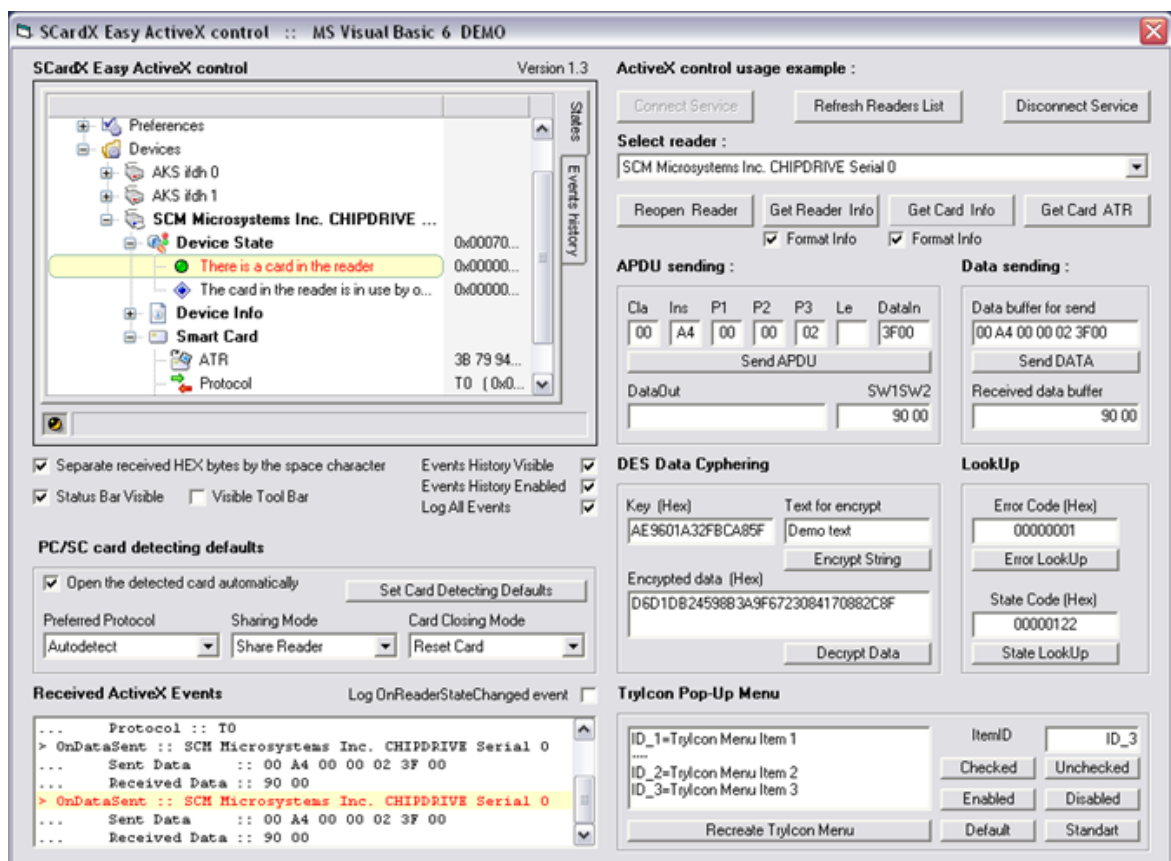 SCardX Easy ActiveX control :: MS Visual Basic 6 DEMO
SCardX Easy ActiveX control Version 1.3
Preferences
Devices
AKS ifdh 0
AKS ifdh 1
SCM Microsystems Inc. CHIPDRIVE ...
Device State 0x00070...
There is a card in the reader 0x00000...
The card in the reader is in use by o... 0x00000...
Device Info
Smart Card
ATR 3B 79 94...
Protocol T0 ( 0x0...
States
Events history
Separate received HEX bytes by the space character
Status Bar Visible Visible Tool Bar
Events History Visible
Events History Enabled
Log All Events
PC/SC card detecting defaults
Open the detected card automatically Set Card Detecting Defaults
Preferred Protocol Sharing Mode Card Closing Mode
Autodetect Share Reader Reset Card
Received ActiveX Events Log OnReaderStateChanged event
... Protocol :: T0
> OnDataSent :: SCM Microsystems Inc. CHIPDRIVE Serial 0
... Sent Data :: 00 A4 00 00 02 3F 00
... Received Data :: 90 00
> OnDataSent :: SCM Microsystems Inc. CHIPDRIVE Serial 0
... Sent Data :: 00 A4 00 00 02 3F 00
... Received Data :: 90 00
ActiveX control usage example :
Connect Service Refresh Readers List Disconnect Service
Select reader :
SCM Microsystems Inc. CHIPDRIVE Serial 0
Reopen Reader Get Reader Info Get Card Info Get Card ATR
Format Info Format Info
APDU sending :
Cla Ins P1 P2 P3 Le DataIn
00 A4 00 00 02 3F00
Send APDU
DataOut SW1SW2
90 00
Data sending :
Data buffer for send
00 A4 00 00 02 3F00
Send DATA
Received data buffer
90 00
DES Data Cyphering
Key (Hex) Text for encrypt
AE9601A32FBCA85F Demo text
Encrypt String
Encrypted data (Hex)
D6D1DB24598B3A9F6723084170882C8F
Decrypt Data
LookUp
Error Code (Hex)
00000001
Error LookUp
State Code (Hex)
00000122
State LookUp
TryIcon Pop-Up Menu
ID_1=TryIcon Menu Item 1
....
ID_2=TryIcon Menu Item 2
ID_3=TryIcon Menu Item 3
Recreate TryIcon Menu
ItemID ID_3
Checked Unchecked
Enabled Disabled
Default Standart